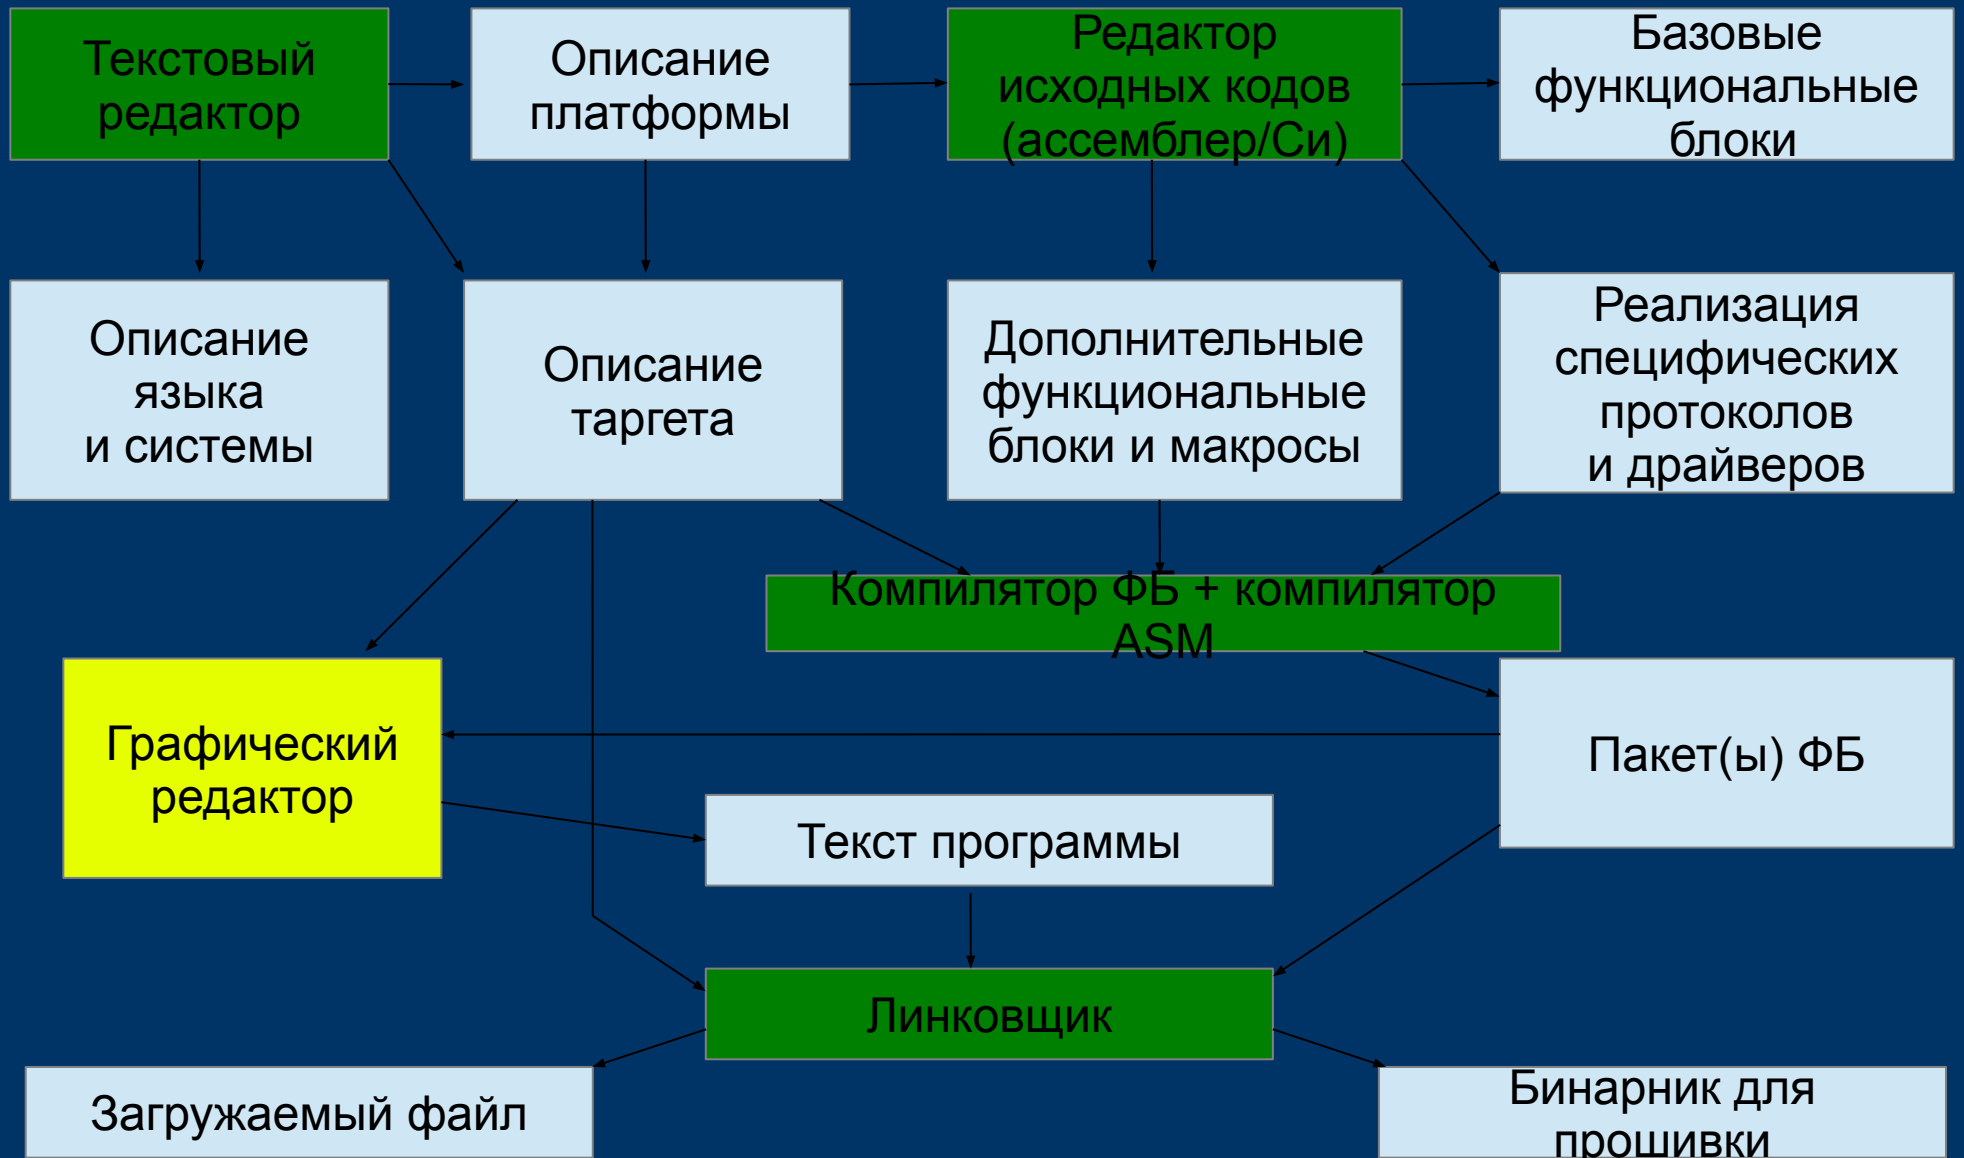 Текстовый
редактор
Описание
платформы
Редактор
исходных кодов
(ассемблер/Си)
Базовые
функциональные
блоки
Описание
языка
и системы
Описание
таргета
Дополнительные
функциональные
блоки и макросы
Реализация
специфических
протоколов
и драйверов
Компилятор ФБ + компилятор
ASM
Графический
редактор
Пакет(ы) ФБ
Текст программы
Линковщик
Загружаемый файл
Бинарник для
прошивки